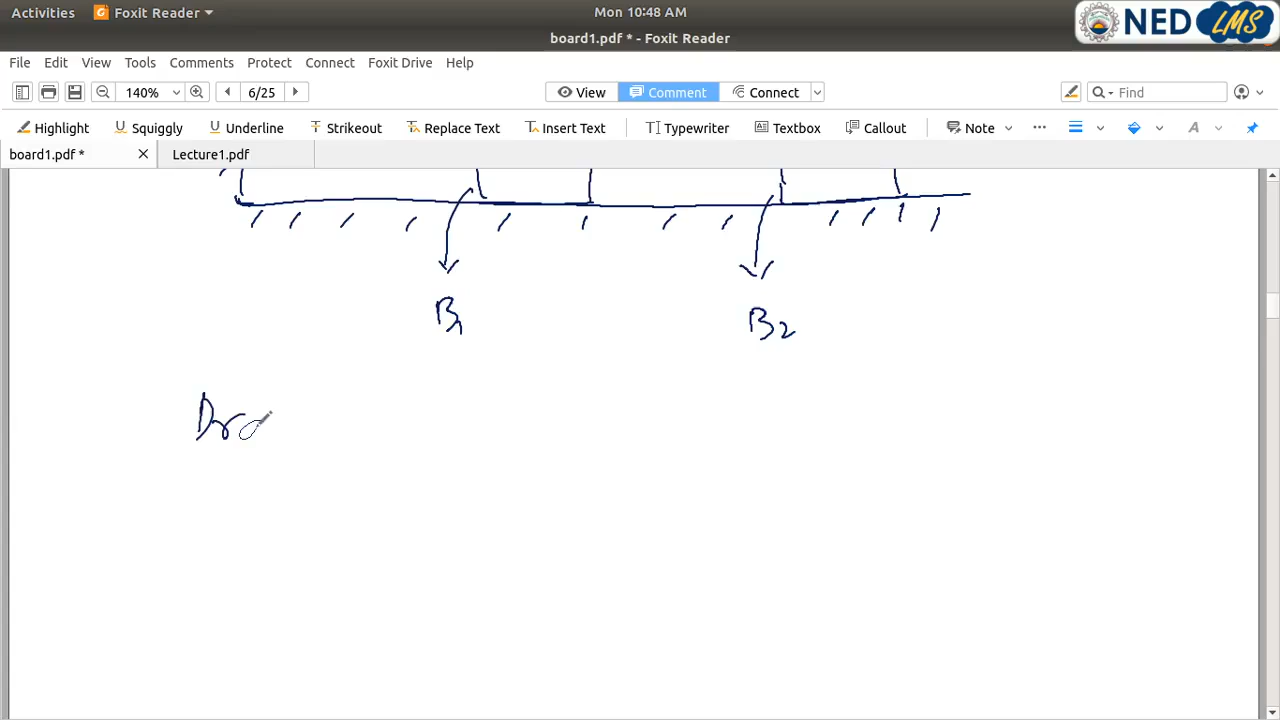 Activities Foxit Reader Mon 10:48 AM
board1.pdf * - Foxit Reader
NED LMS
File Edit View Tools Comments Protect Connect Foxit Drive Help
140% 6/25 View Comment Connect Find
Highlight Squiggly Underline Strikeout Replace Text Insert Text Typewriter Textbox Callout Note ... A
board1.pdf * Lecture1.pdf
B1 B2
Dra